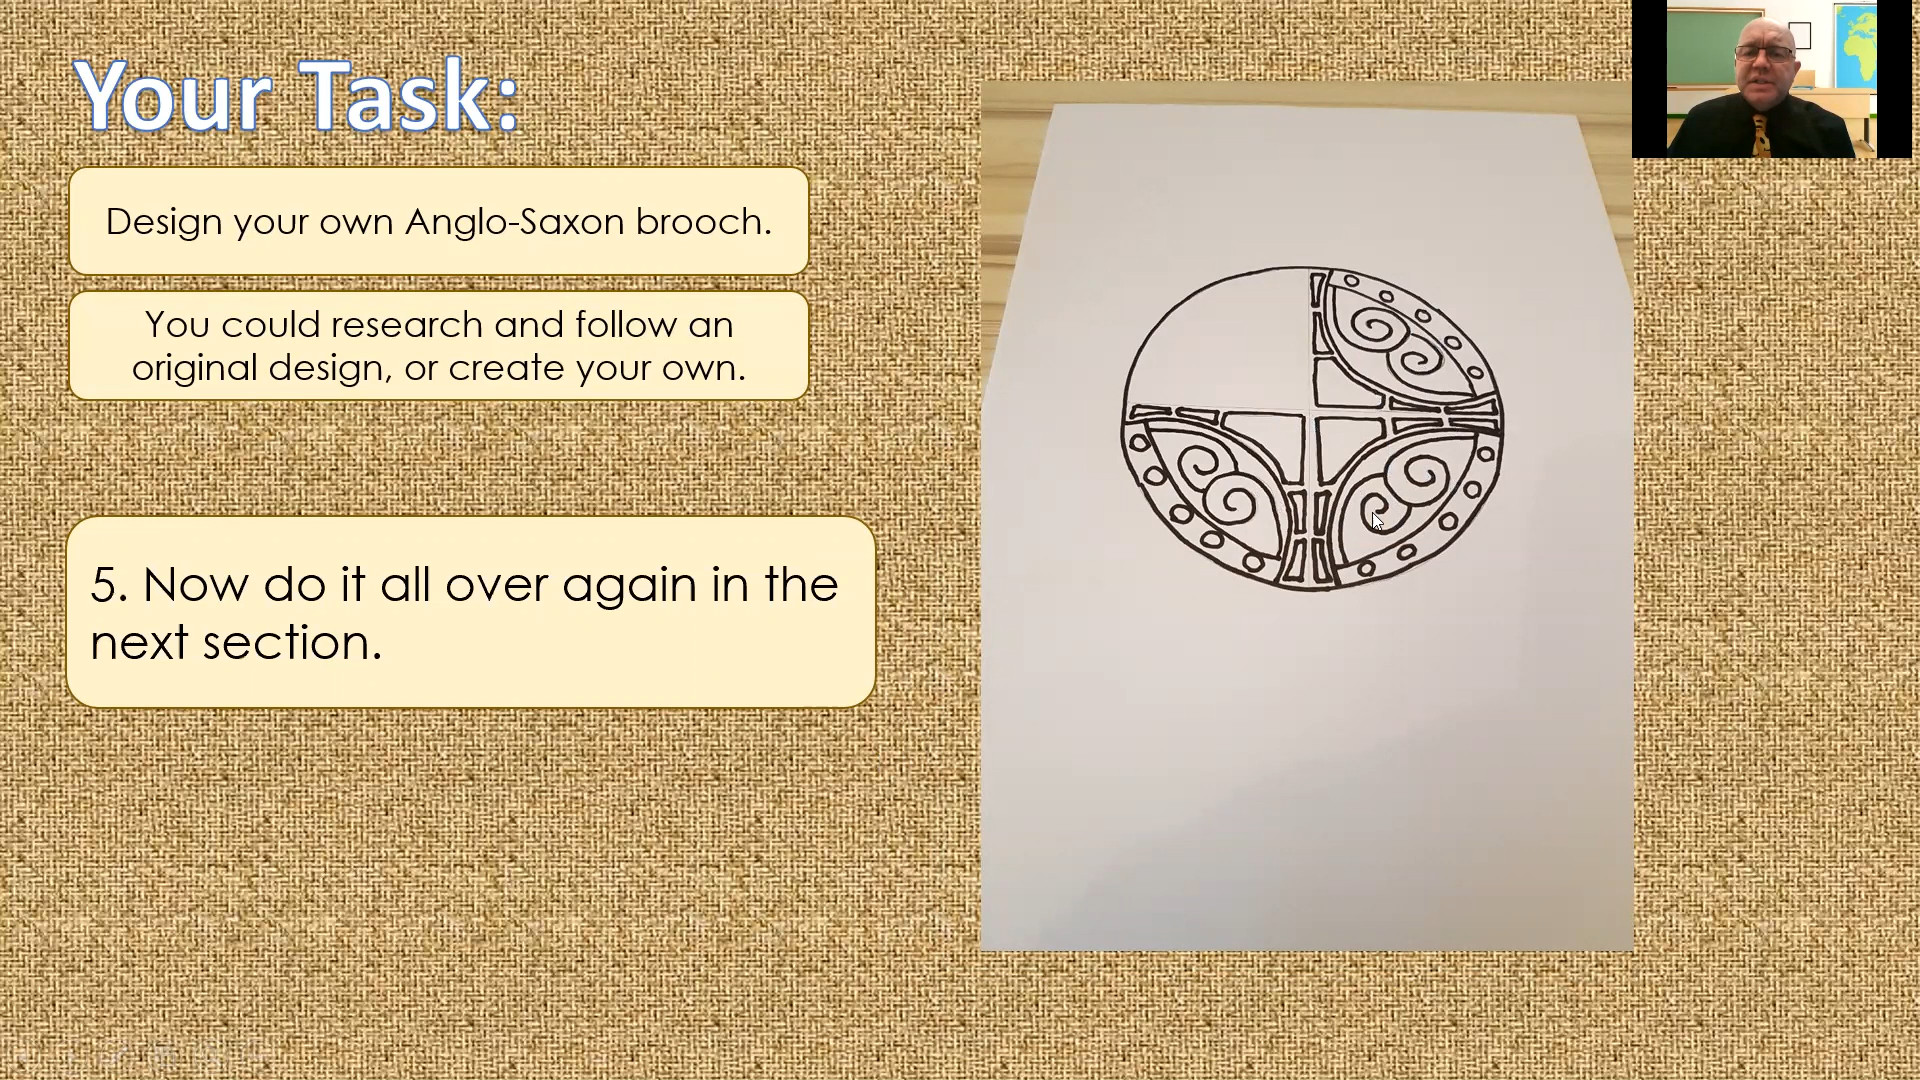 Your Task:
Design your own Anglo-Saxon brooch.
You could research and follow an
original design, or create your own.
5. Now do it all over again in the
next section.